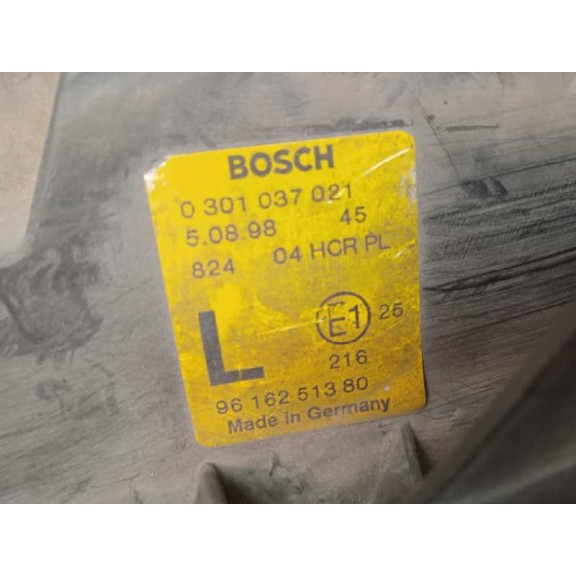 BOSCH
0 301 037 021
5.08.98 45
824 04 HCR PL
L E1 25
216
96 162 513 80
Made in Germany